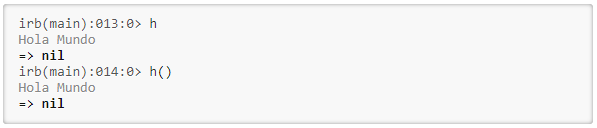 irb(main):013:0> h
Hola Mundo
=> nil
irb(main):014:0> h()
Hola Mundo
=> nil